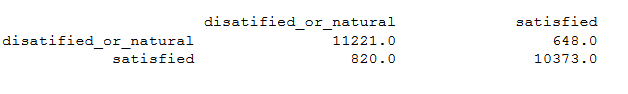 disatified_or_natural satisfied
disatified_or_natural 11221.0 648.0
satisfied 820.0 10373.0